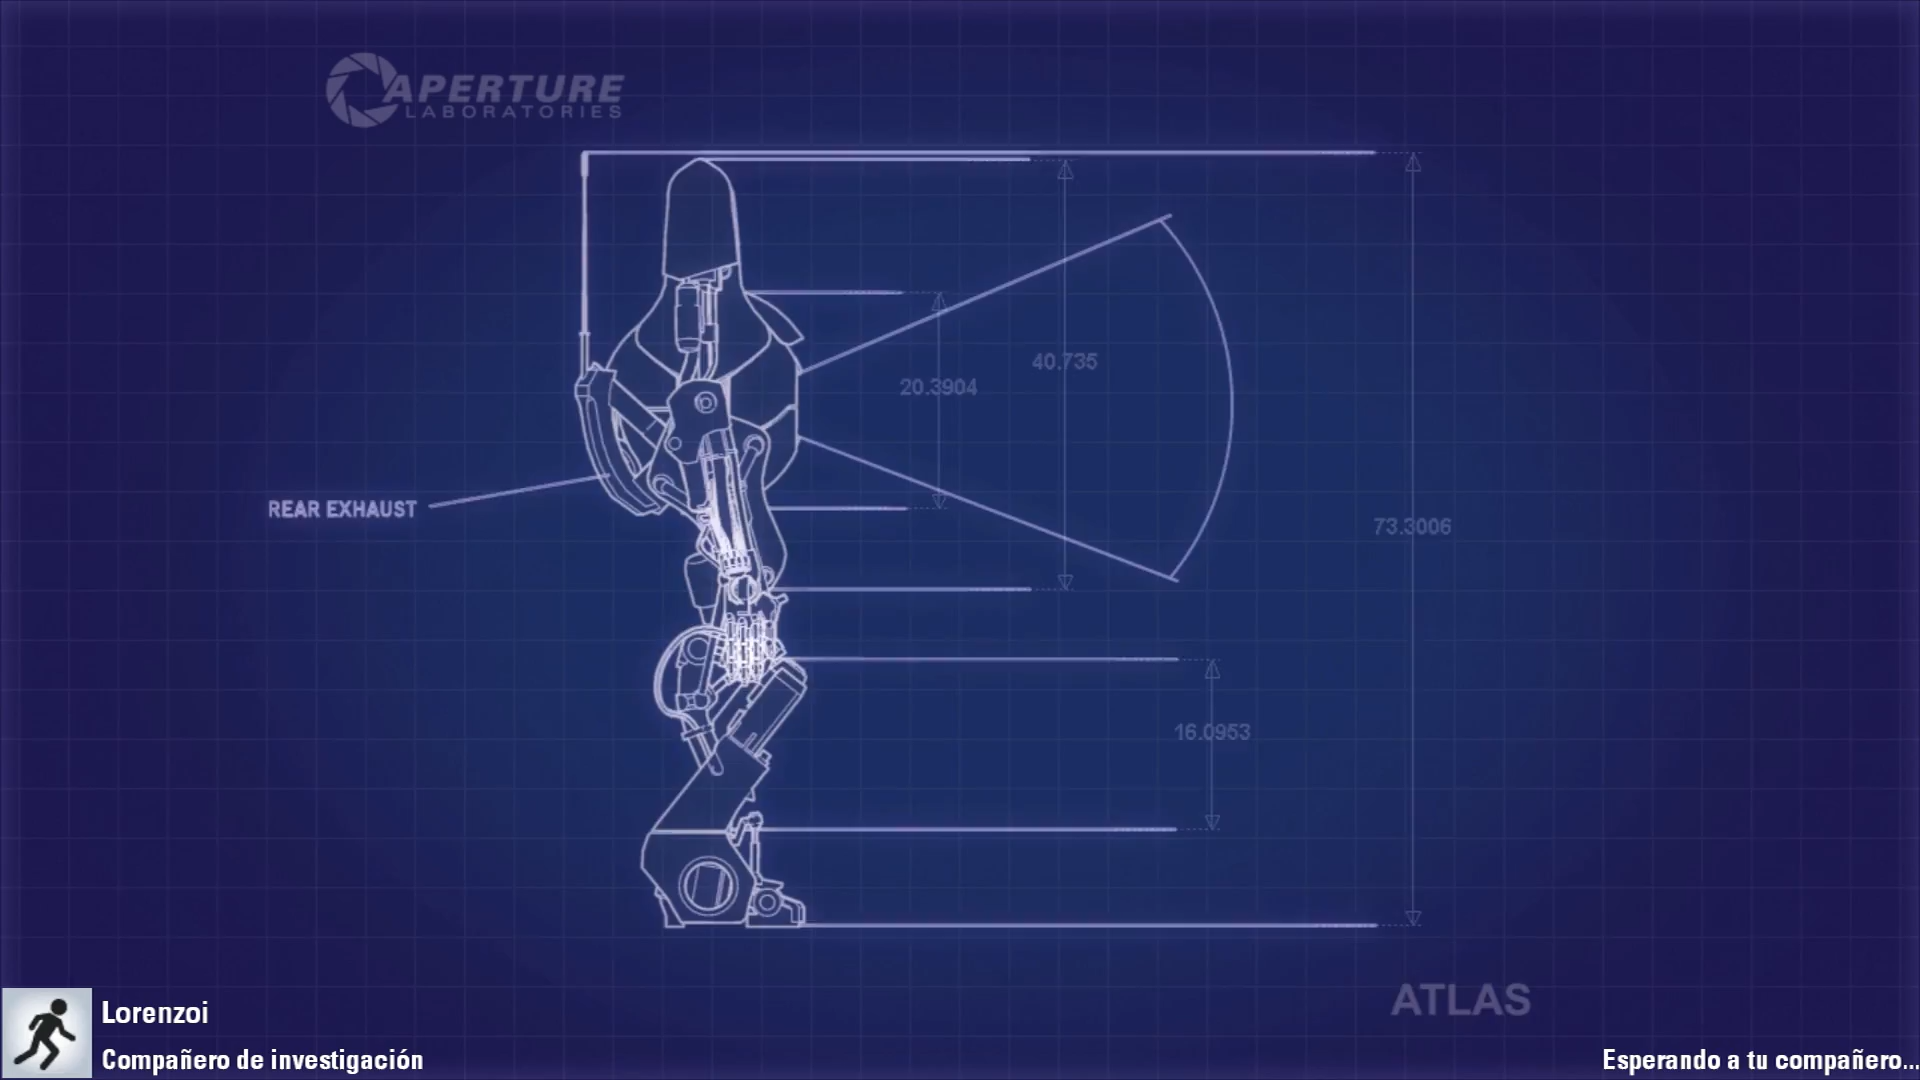 APERTURE
LABORATORIES
40.735
20.3904
REAR EXHAUST
73.3006
16.0953
ATLAS
Lorenzoi
Compañero de investigación
Esperando a tu compañero...